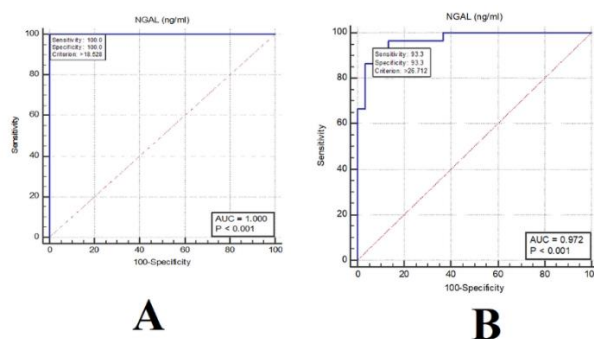 NGAL (ng/ml)
100
80
60
40
20
0
Sensitivity
Sensitivity: 100.0
Specificity: 100.0
Criterion: >18.528
AUC = 1.000
P < 0.001
0 20 40 60 80 100
100-Specificity
A
NGAL (ng/ml)
100
80
60
40
20
0
Sensitivity
Sensitivity: 93.3
Specificity: 93.3
Criterion: >26.712
AUC = 0.972
P < 0.001
0 20 40 60 80 100
100-Specificity
B